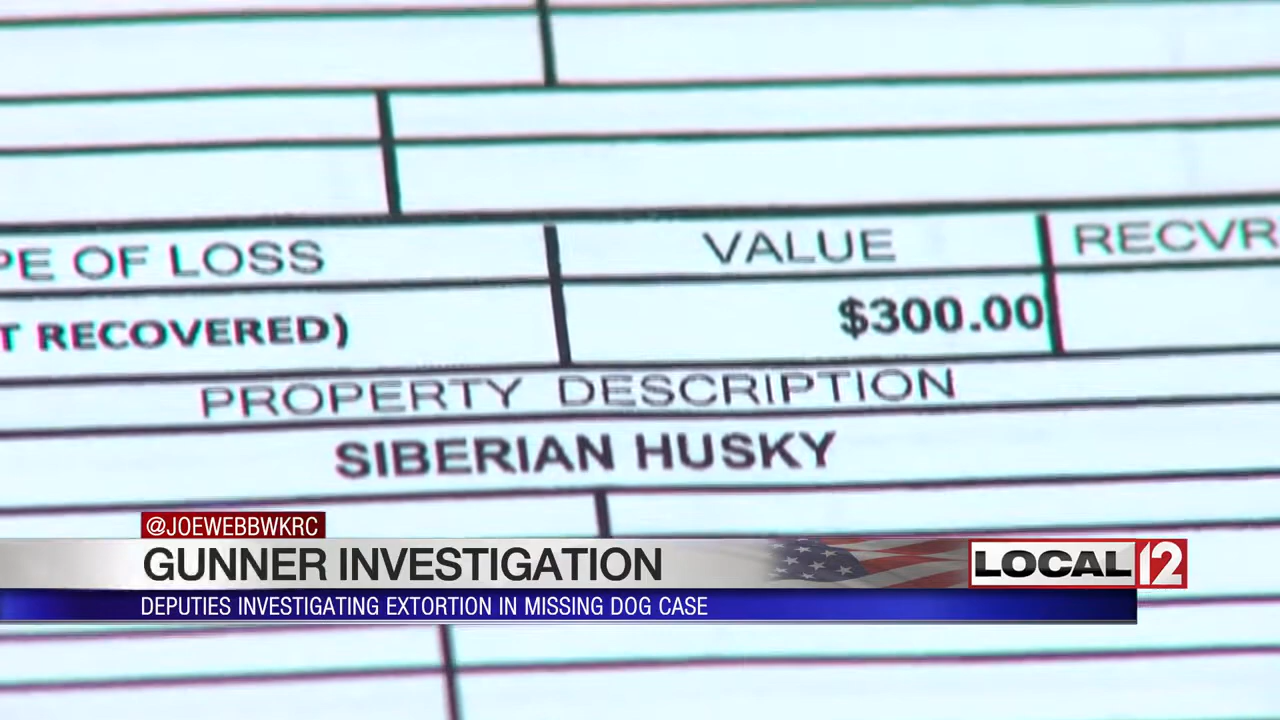 PE OF LOSS
VALUE
RECVR
T RECOVERED)
$300.00
PROPERTY DESCRIPTION
SIBERIAN HUSKY
@JOEWEBBWKRC
GUNNER INVESTIGATION
LOCAL 12
DEPUTIES INVESTIGATING EXTORTION IN MISSING DOG CASE